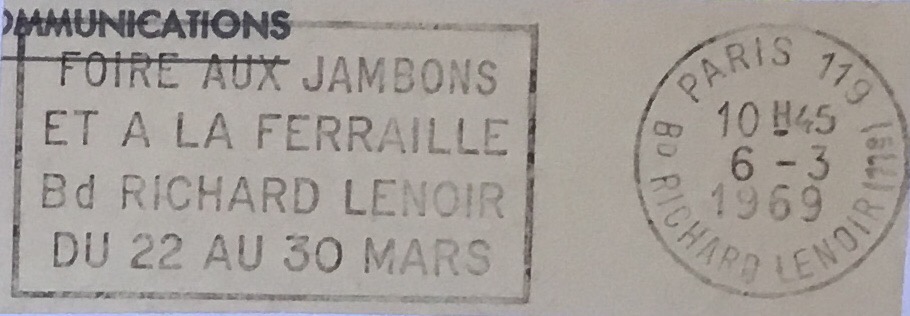 OMMUNICATIONS
FOIRE AUX JAMBONS
ET A LA FERRAILLE
Bd RICHARD LENOIR
DU 22 AU 30 MARS
PARIS 119
10 H45
6 - 3
1969
Bd RICHARD LENOIR (11E)